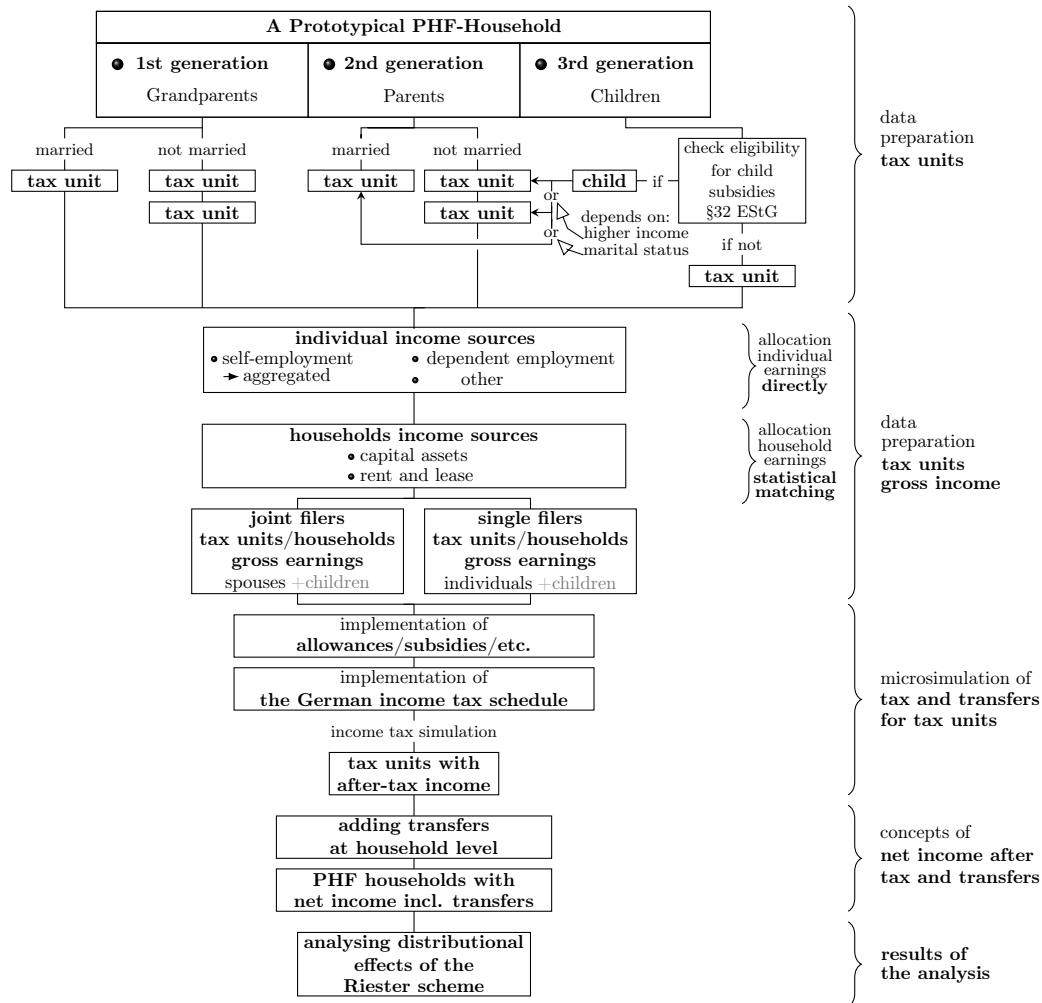 A Prototypical PHF-Household
1st generation
Grandparents
2nd generation
Parents
3rd generation
Children
married
not married
married
not married
tax unit
tax unit
tax unit
tax unit
tax unit
tax unit
child
if
or
or
depends on:
higher income
marital status
check eligibility
for child
subsidies
§32 EStG
if not
tax unit
data
preparation
tax units
individual income sources
self-employment
dependent employment
aggregated
other
allocation
individual
earnings
directly
households income sources
capital assets
rent and lease
allocation
household
earnings
statistical
matching
data
preparation
tax units
gross income
joint filers
tax units/households
gross earnings
spouses +children
single filers
tax units/households
gross earnings
individuals +children
implementation of
allowances/subsidies/etc.
implementation of
the German income tax schedule
income tax simulation
tax units with
after-tax income
microsimulation of
tax and transfers
for tax units
adding transfers
at household level
PHF households with
net income incl. transfers
concepts of
net income after
tax and transfers
analysing distributional
effects of the
Riester scheme
results of
the analysis